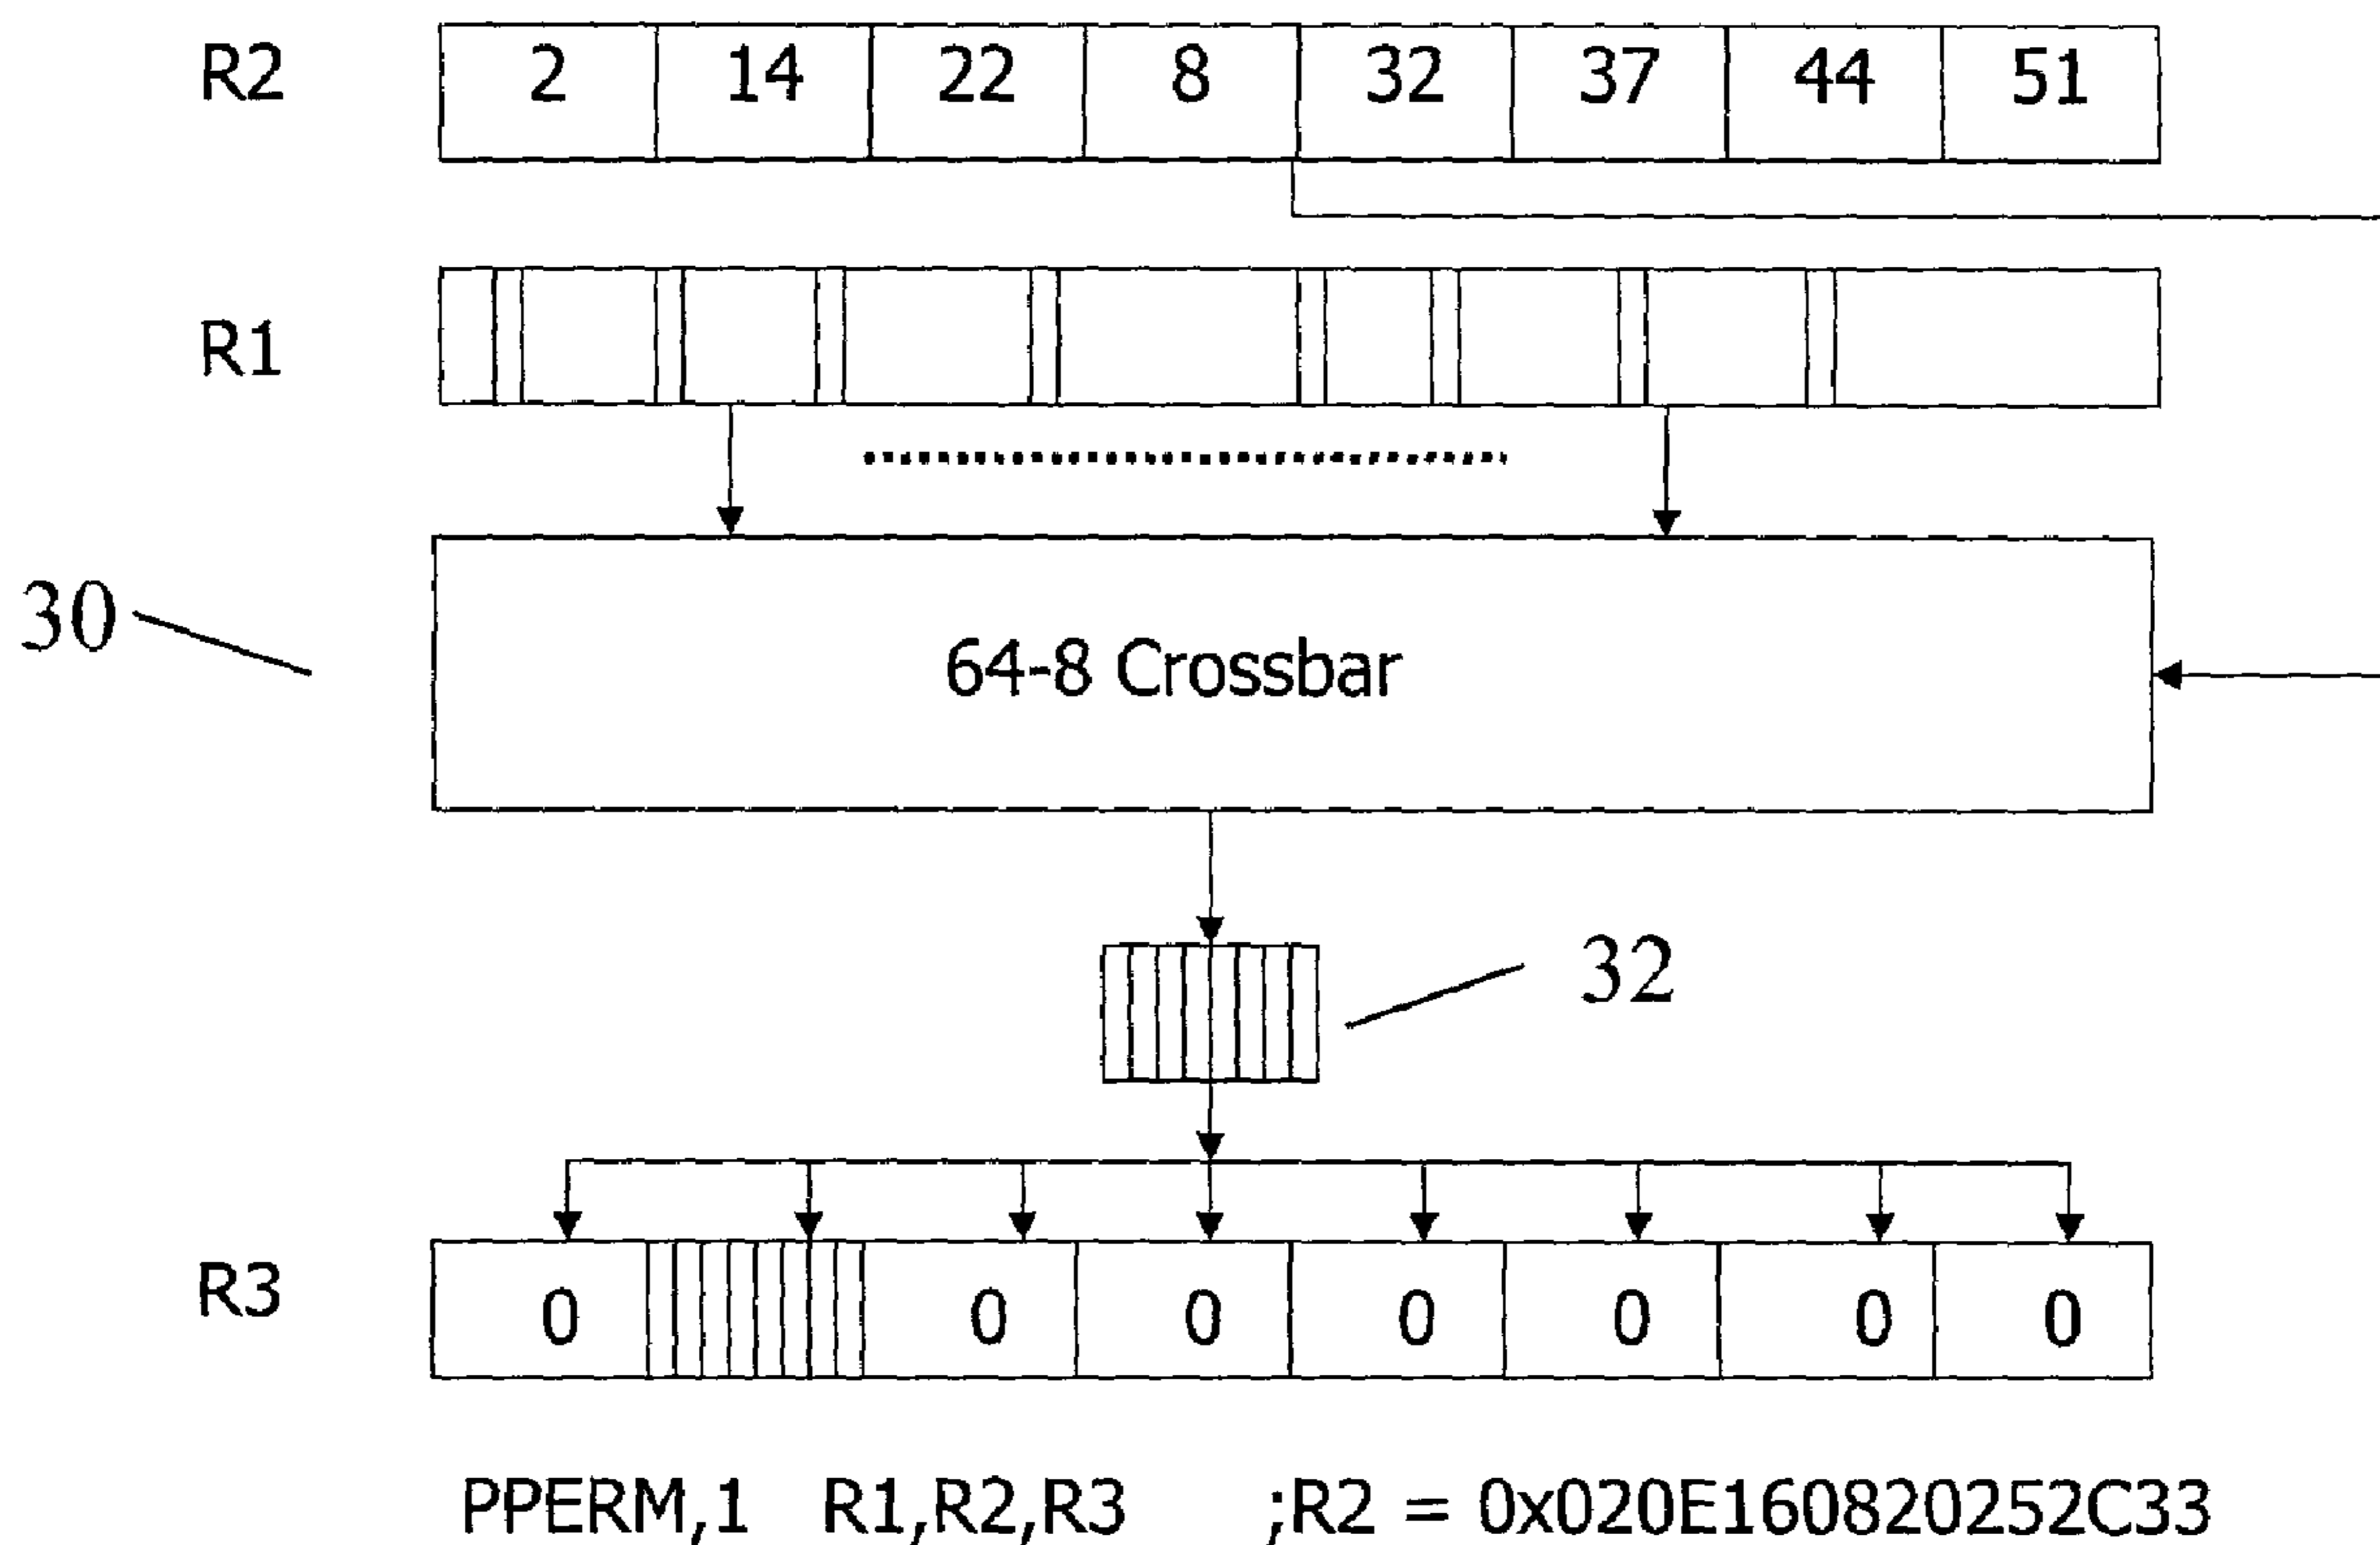 R2 2 14 22 8 32 37 44 51
R1
30
64-8 Crossbar
32
R3 0 0 0 0 0 0 0
PPERM,1 R1,R2,R3 ;R2 = 0x020E160820252C33